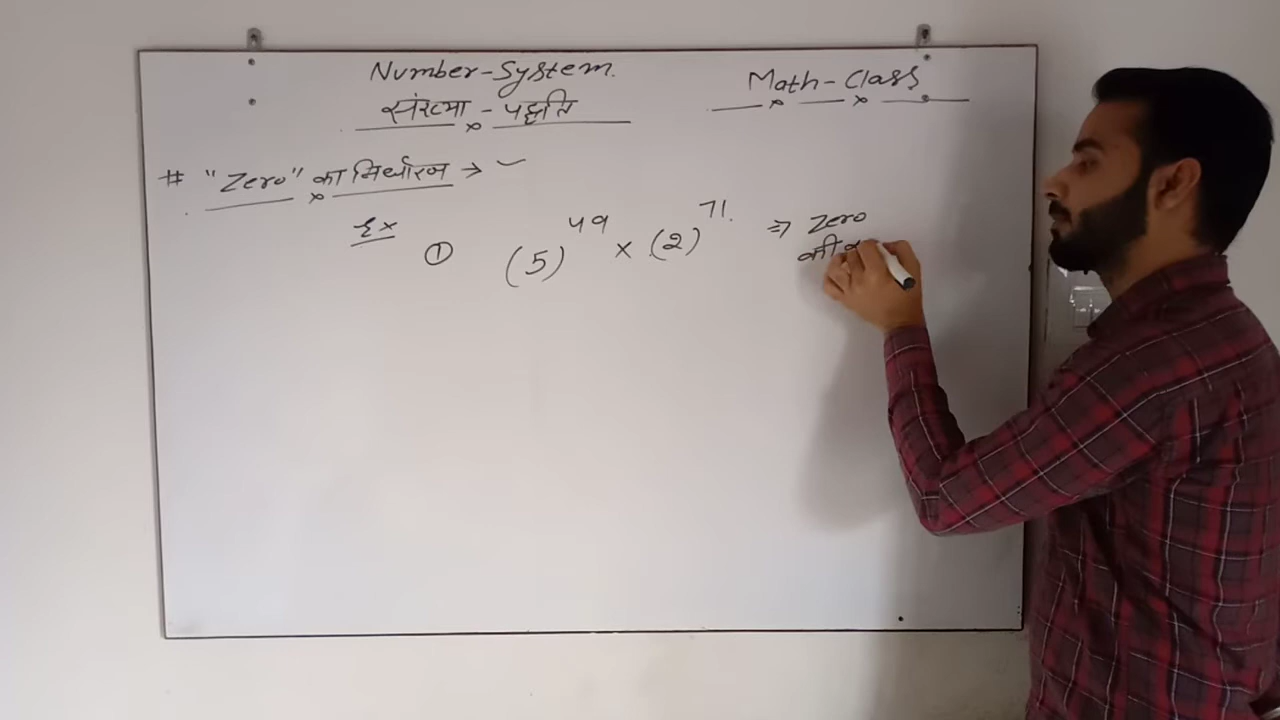 Number-System.
संख्या - पद्धति
Math-Class
# "Zero" का निर्धारण →
Ex
① (5)^49 × (2)^71. ⇒ Zero
की